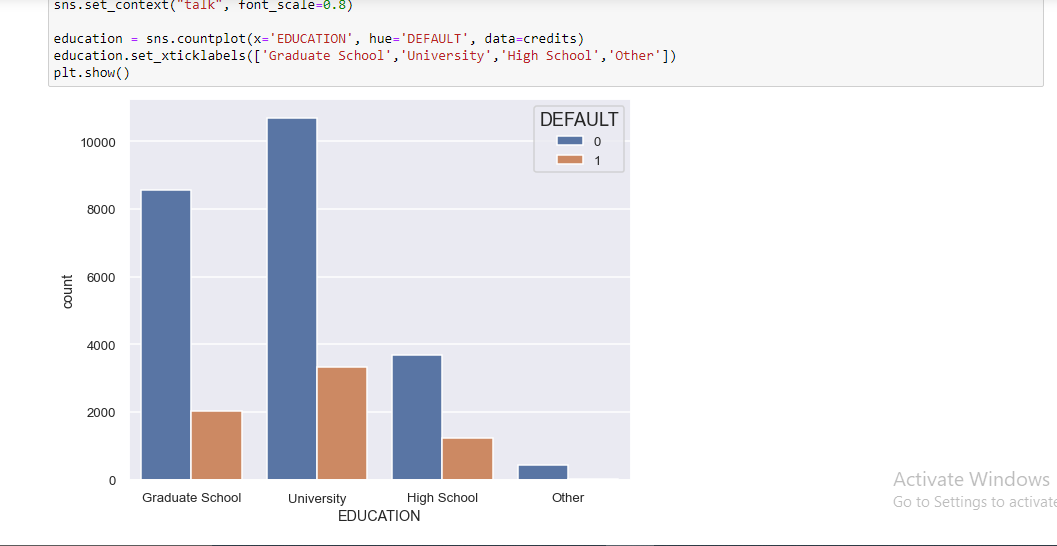 sns.set_context("talk", font_scale=0.8)
education = sns.countplot(x='EDUCATION', hue='DEFAULT', data=credits)
education.set_xticklabels(['Graduate School','University','High School','Other'])
plt.show()
DEFAULT
0
1
10000
8000
6000
4000
2000
0
count
Graduate School University High School Other
EDUCATION
Activate Windows
Go to Settings to activate